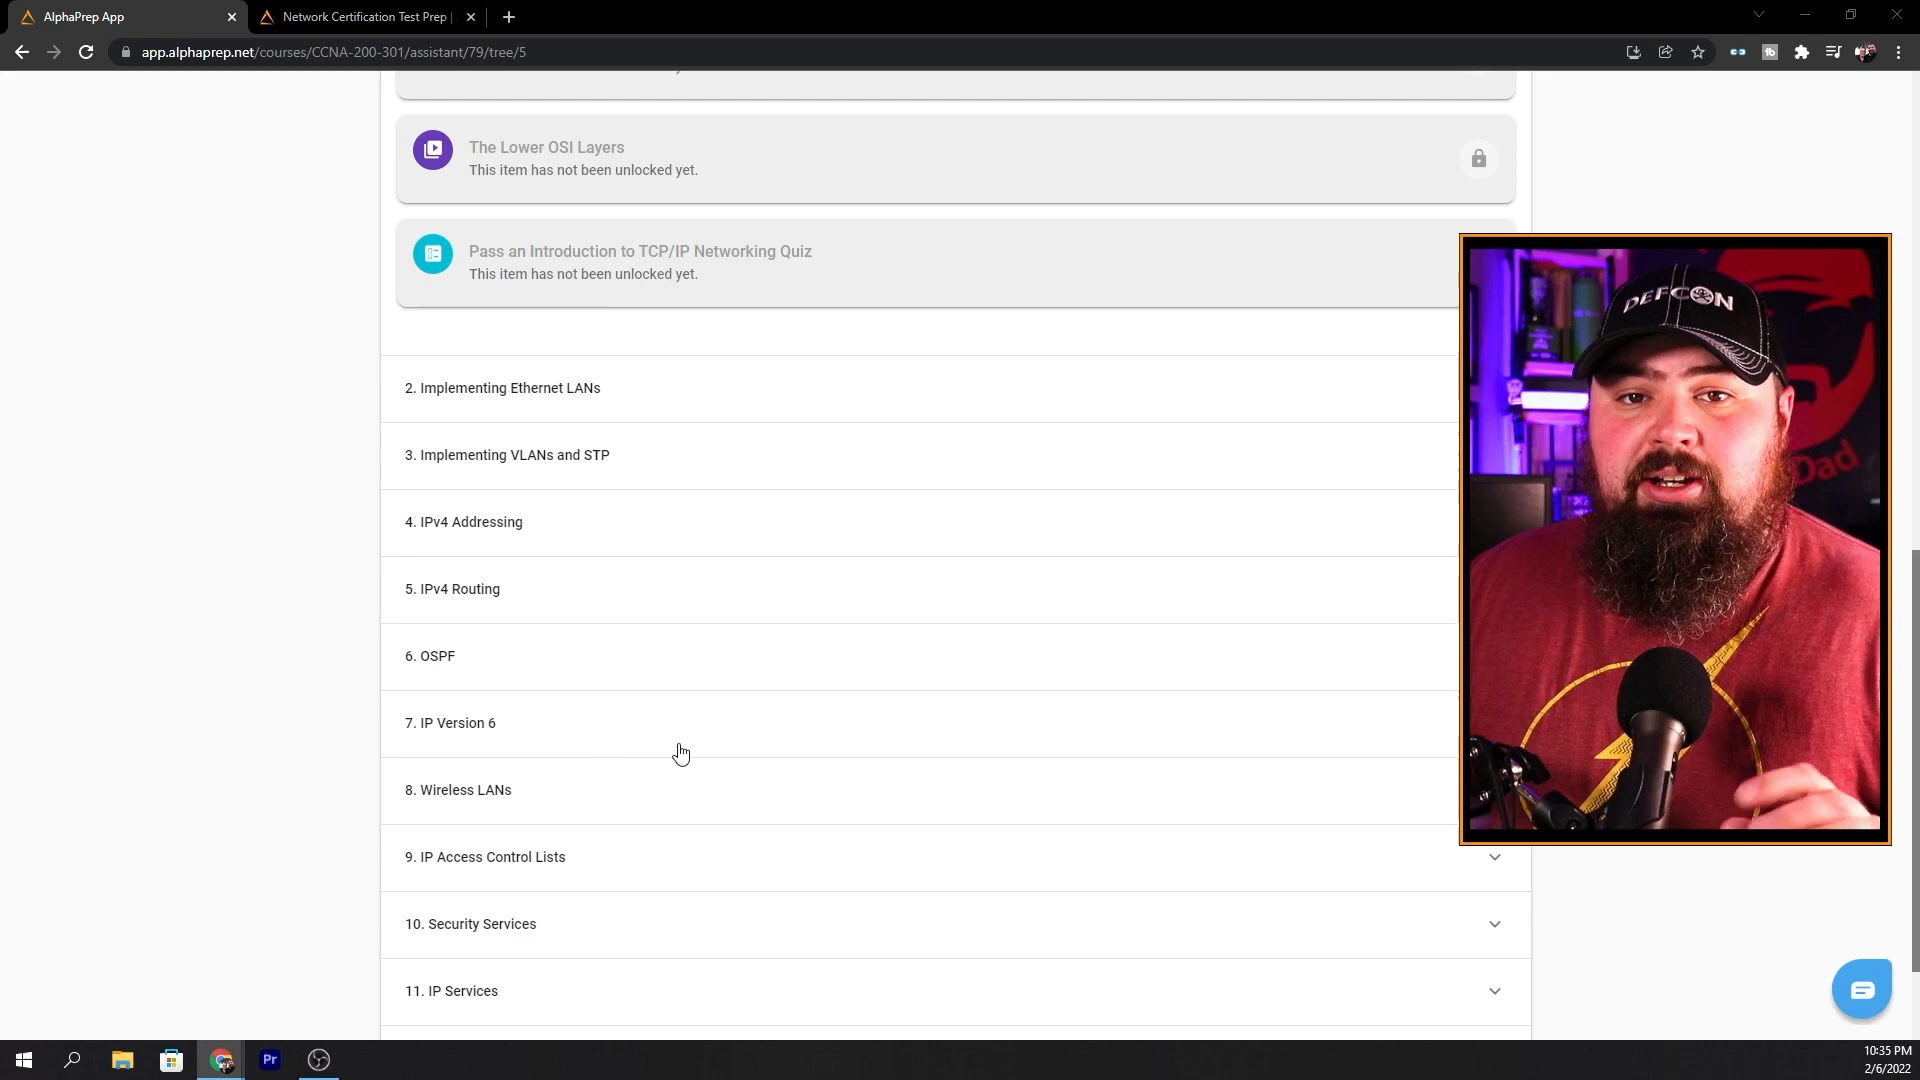 AlphaPrep App
Network Certification Test Prep |
app.alphaprep.net/courses/CCNA-200-301/assistant/79/tree/5
The Lower OSI Layers
This item has not been unlocked yet.
Pass an Introduction to TCP/IP Networking Quiz
This item has not been unlocked yet.
2. Implementing Ethernet LANs
3. Implementing VLANs and STP
4. IPv4 Addressing
5. IPv4 Routing
6. OSPF
7. IP Version 6
8. Wireless LANs
9. IP Access Control Lists
10. Security Services
11. IP Services
DEFCON
Dad
Pr
10:35 PM
2/6/2022